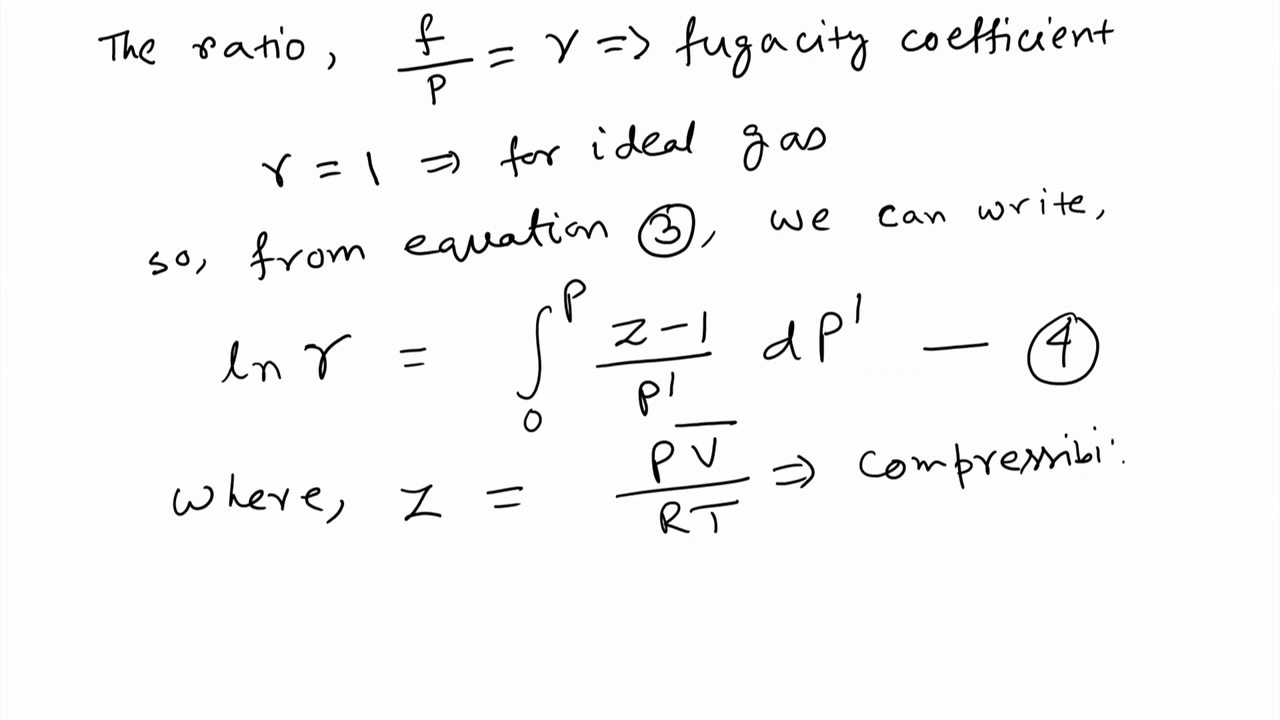 The ratio, f/P = γ => fugacity coefficient
γ = 1 => for ideal gas
so, from equation ③, we can write,
ln γ = ∫₀ᴾ (z-1)/P' dP' — ④
where, Z = PV̅/RT => compressibi